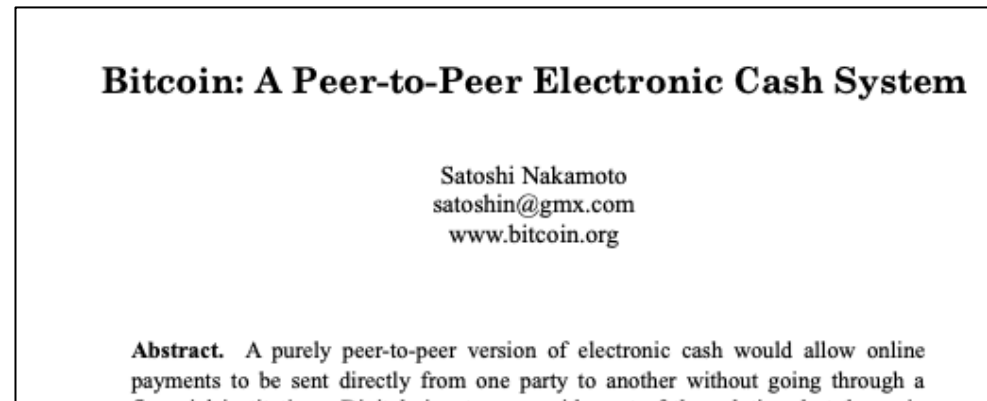 Bitcoin: A Peer-to-Peer Electronic Cash System
Satoshi Nakamoto
satoshin@gmx.com
www.bitcoin.org
Abstract. A purely peer-to-peer version of electronic cash would allow online
payments to be sent directly from one party to another without going through a